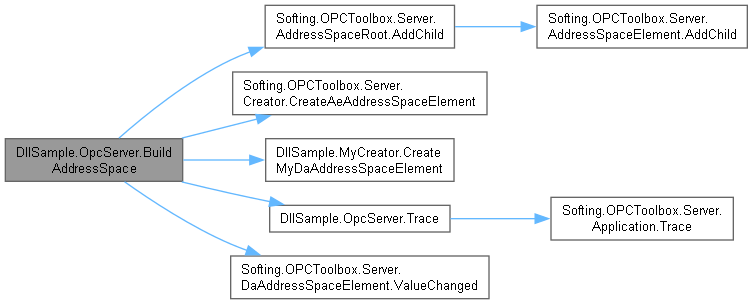 DllSample.OpcServer.Build
AddressSpace
Softing.OPCToolbox.Server.
AddressSpaceRoot.AddChild
Softing.OPCToolbox.Server.
AddressSpaceElement.AddChild
Softing.OPCToolbox.Server.
Creator.CreateAeAddressSpaceElement
DllSample.MyCreator.Create
MyDaAddressSpaceElement
DllSample.OpcServer.Trace
Softing.OPCToolbox.Server.
Application.Trace
Softing.OPCToolbox.Server.
DaAddressSpaceElement.ValueChanged